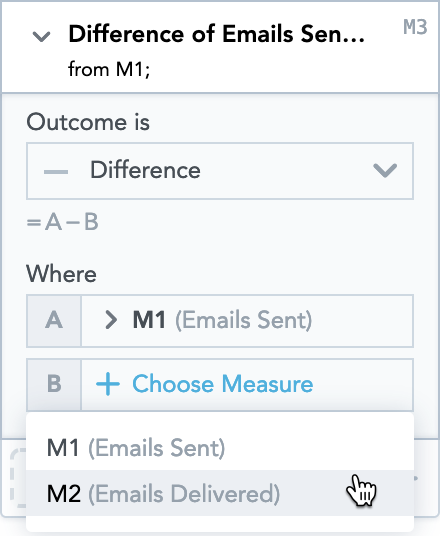 Difference of Emails Sen... M3
from M1;
Outcome is
— Difference
=A–B
Where
A M1 (Emails Sent)
B + Choose Measure
M1 (Emails Sent)
M2 (Emails Delivered)